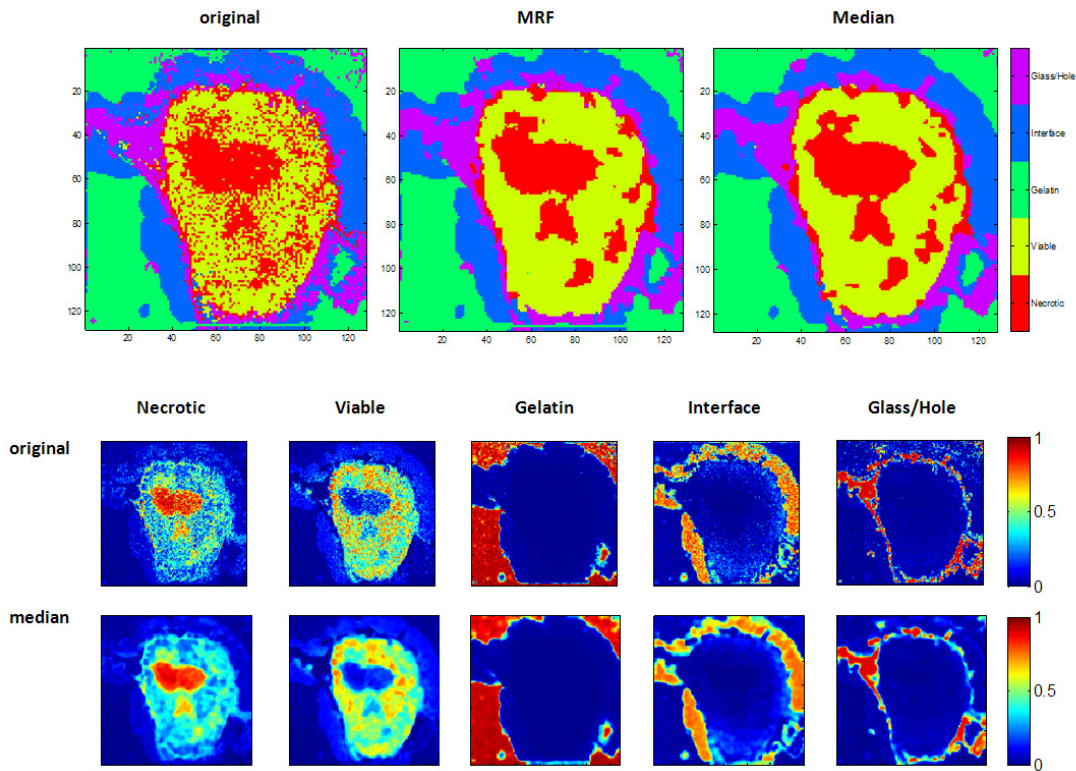 original MRF Median
20
40
60
80
100
120
20 40 60 80 100 120
20
40
60
80
100
120
20 40 60 80 100 120
20
40
60
80
100
120
20 40 60 80 100 120
Glass/Hole
Interface
Gelatin
Viable
Necrotic
Necrotic Viable Gelatin Interface Glass/Hole
original
1
0.5
0
median
1
0.5
0